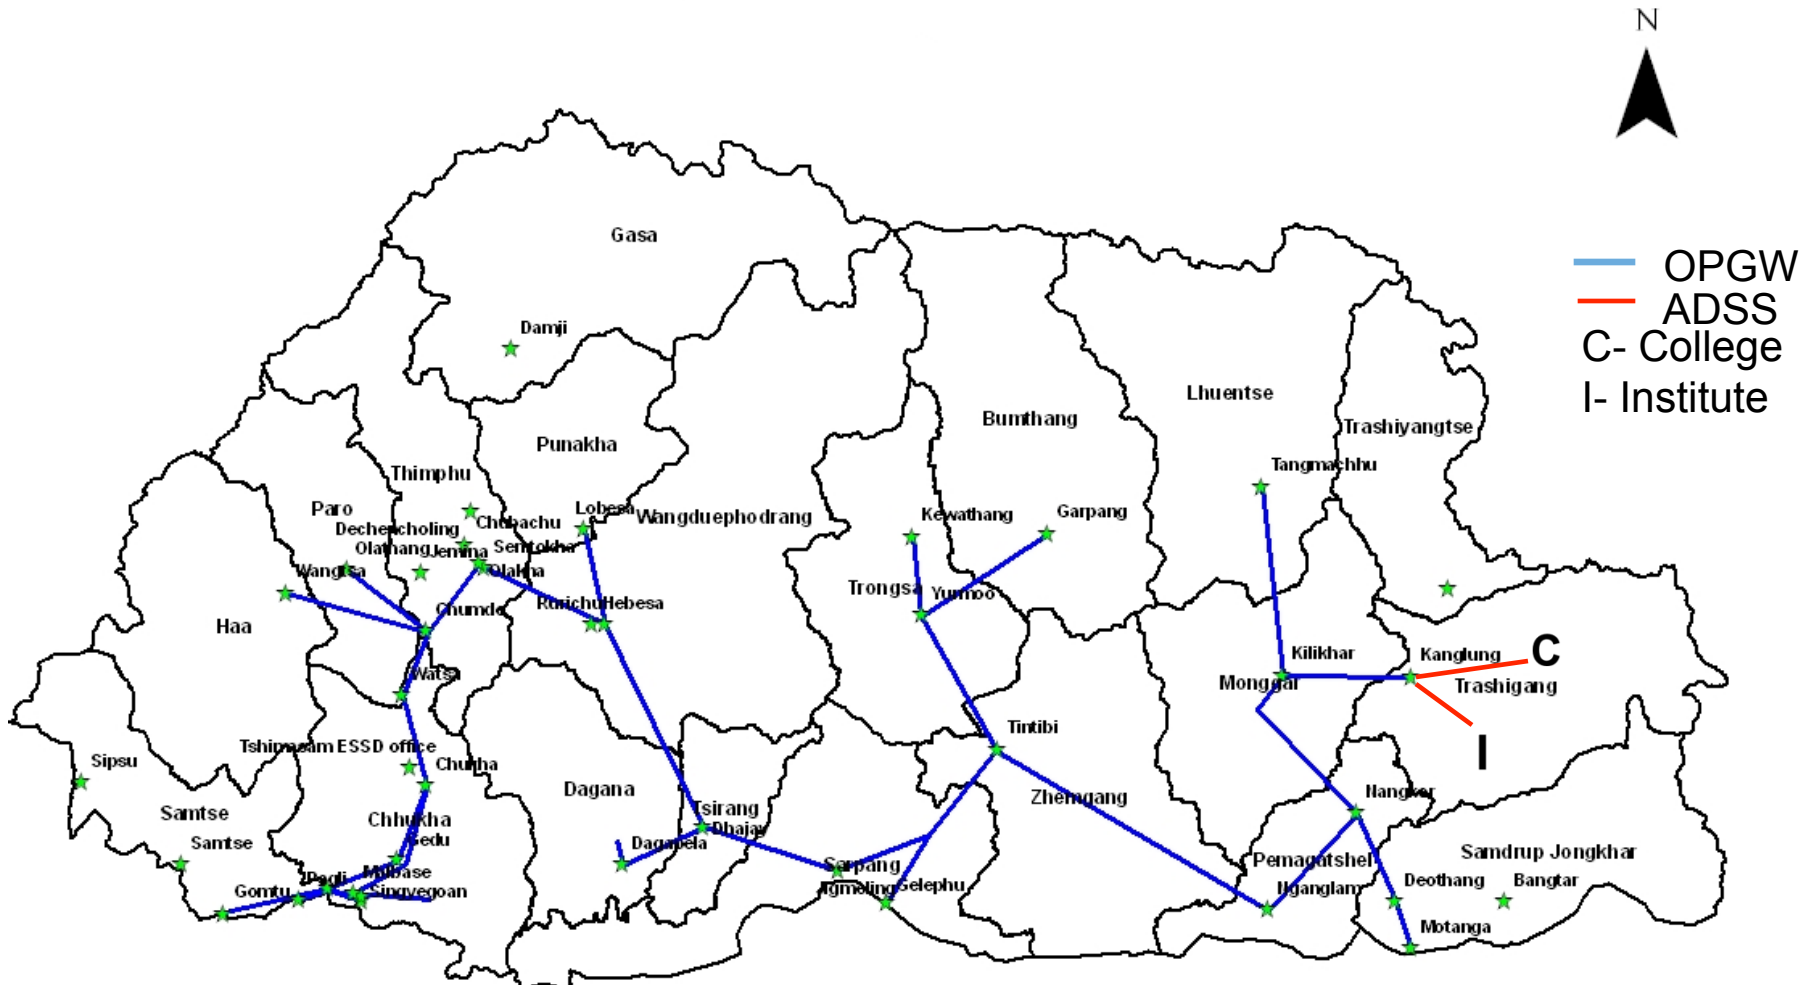 N
OPGW
ADSS
C- College
I- Institute
Gasa
Damji
Lhuentse
Bumthang
Trashiyangtse
Punakha
Thimphu
Tangmachhu
Paro
Lobesa
Wangduephodrang
Kewathang
Garpang
Dechencholing
Chubachu
Olathang
Jemina
Semtokha
Wangtsa
Olakha
Trongsa
Yurmoo
Rurichu
Hebesa
Haa
Chumdo
Kilikhar
Kanglung
C
Watsa
Monggar
Trashigang
Tintibi
I
ESSD office
Sipsu
Chukha
Dagana
Zhemgang
Nangkor
Samtse
Chhukha
Tsirang
Dhajay
Samtse
Gedu
Dagapela
Pemagatshel
Samdrup Jongkhar
Malbase
Sarpang
Pagli
Gomtu
Singyegoan
Gelephu
Nganglam
Deothang
Bangtar
Motanga